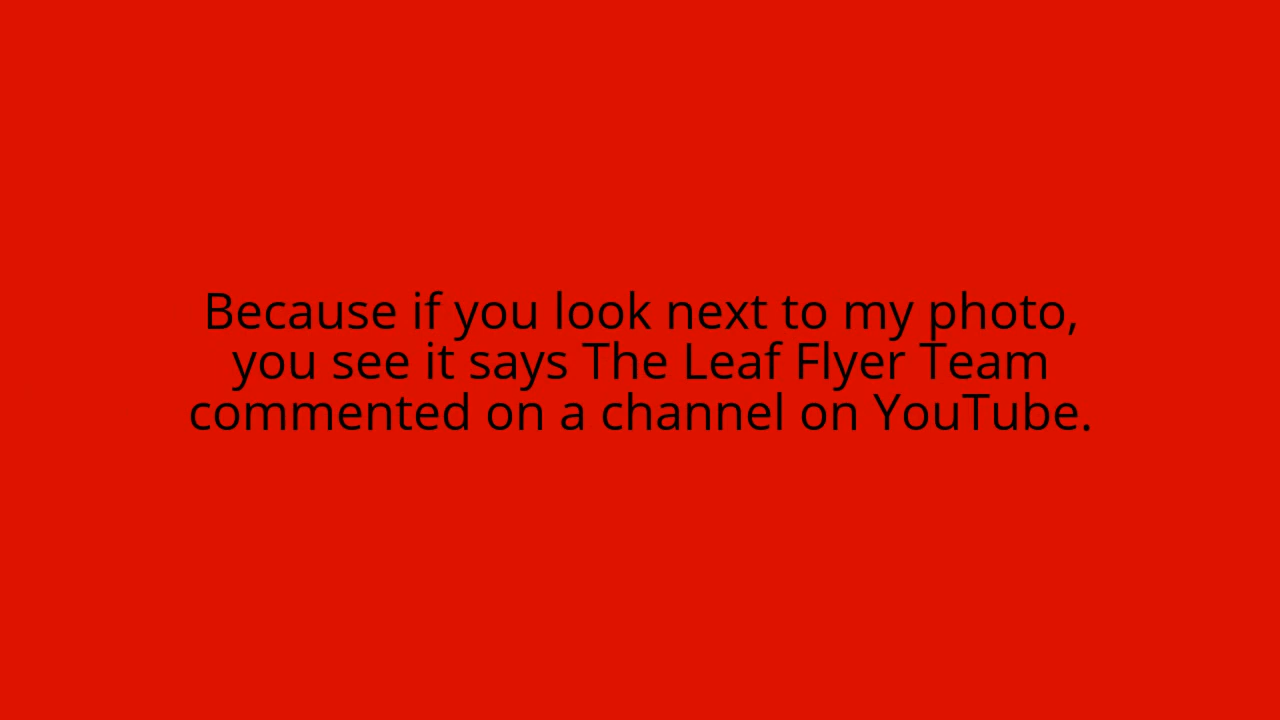 Because if you look next to my photo,
you see it says The Leaf Flyer Team
commented on a channel on YouTube.